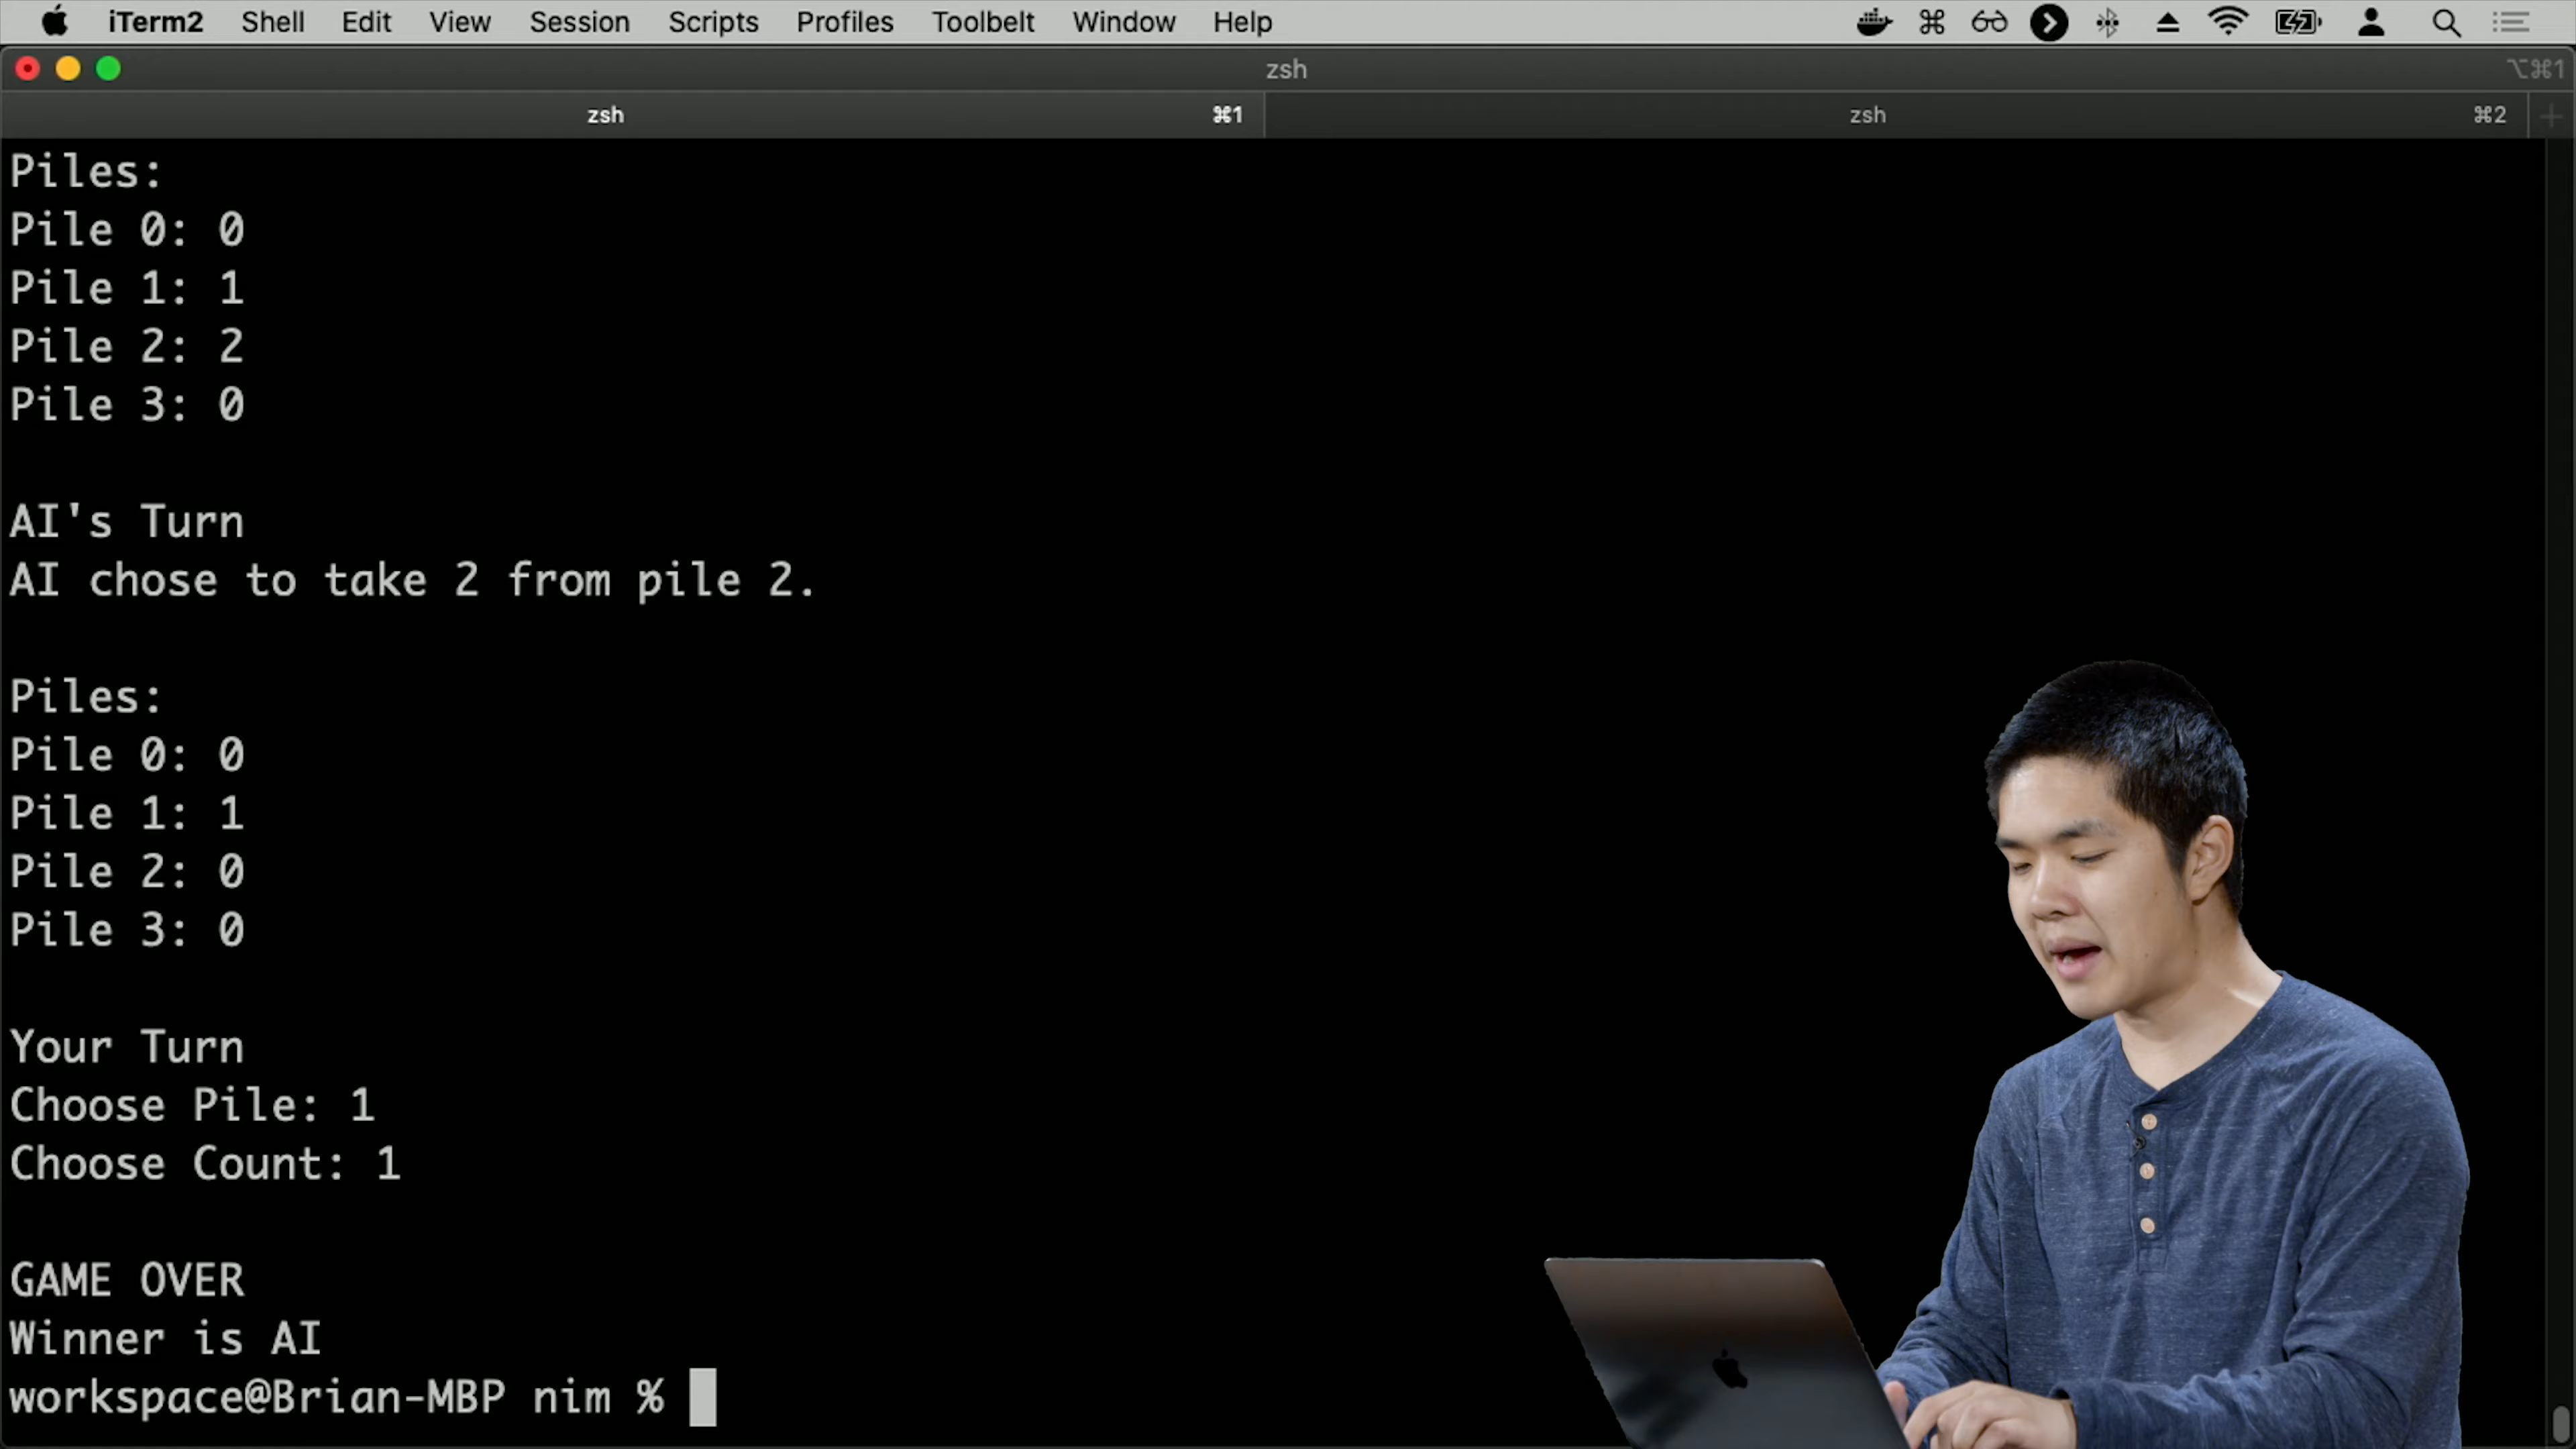 iTerm2 Shell Edit View Session Scripts Profiles Toolbelt Window Help
zsh ⌥⌘1
zsh ⌘1 zsh ⌘2
Piles:
Pile 0: 0
Pile 1: 1
Pile 2: 2
Pile 3: 0
AI's Turn
AI chose to take 2 from pile 2.
Piles:
Pile 0: 0
Pile 1: 1
Pile 2: 0
Pile 3: 0
Your Turn
Choose Pile: 1
Choose Count: 1
GAME OVER
Winner is AI
workspace@Brian-MBP nim %